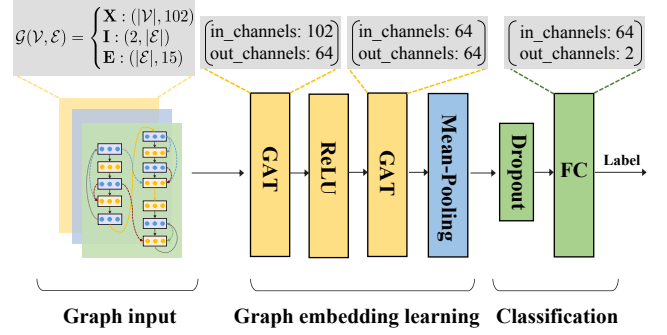 G(V, E) = { X : (|V|, 102)
I : (2, |E|)
E : (|E|, 15)
in_channels: 102
out_channels: 64
in_channels: 64
out_channels: 64
in_channels: 64
out_channels: 2
GAT
ReLU
GAT
Mean-Pooling
Dropout
FC
Label
Graph input
Graph embedding learning
Classification